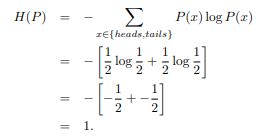 H(P) = − ∑_{x∈{heads,tails}} P(x) log P(x)
= − [ 1/2 log 1/2 + 1/2 log 1/2 ]
= − [ − 1/2 + − 1/2 ]
= 1.